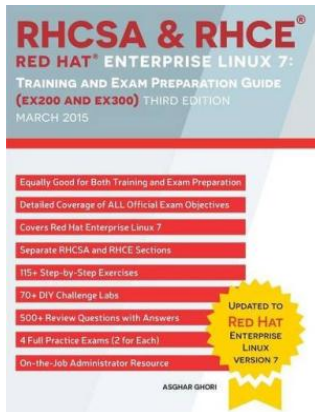 RHCSA & RHCE®
RED HAT® ENTERPRISE LINUX 7:
TRAINING AND EXAM PREPARATION GUIDE
(EX200 AND EX300) THIRD EDITION
MARCH 2015
Equally Good for Both Training and Exam Preparation
Detailed Coverage of ALL Official Exam Objectives
Covers Red Hat Enterprise Linux 7
Separate RHCSA and RHCE Sections
115+ Step-by-Step Exercises
70+ DIY Challenge Labs
500+ Review Questions with Answers
4 Full Practice Exams (2 for Each)
On-the-Job Administrator Resource
UPDATED TO
RED HAT
ENTERPRISE
LINUX
VERSION 7
ASGHAR GHORI